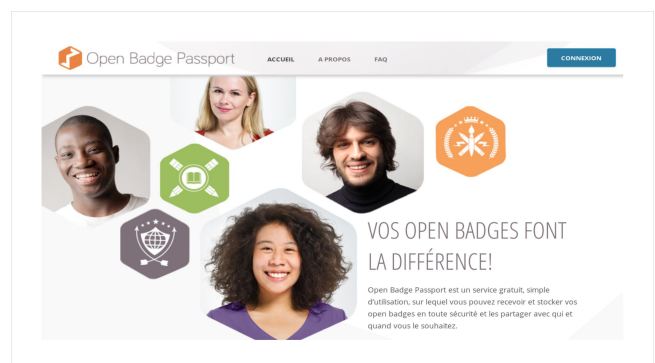 Open Badge Passport
ACCUEIL A PROPOS FAQ
CONNEXION
VOS OPEN BADGES FONT
LA DIFFÉRENCE!
Open Badge Passport est un service gratuit, simple
d'utilisation, sur lequel vous pouvez recevoir et stocker vos
open badges en toute sécurité et les partager avec qui et
quand vous le souhaitez.